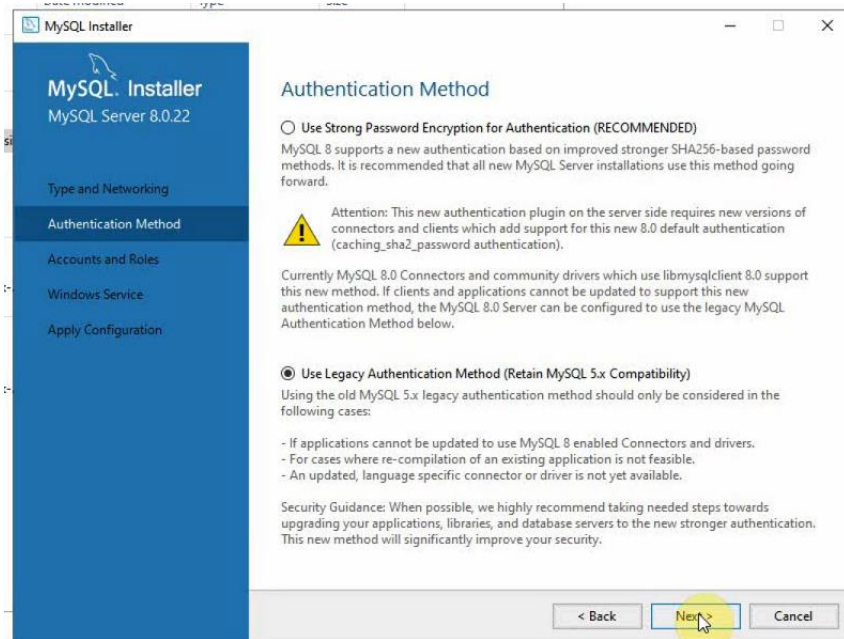 Date modified Type Size
MySQL Installer
MySQL. Installer
MySQL Server 8.0.22
Type and Networking
Authentication Method
Accounts and Roles
Windows Service
Apply Configuration
Authentication Method
Use Strong Password Encryption for Authentication (RECOMMENDED)
MySQL 8 supports a new authentication based on improved stronger SHA256-based password
methods. It is recommended that all new MySQL Server installations use this method going
forward.
Attention: This new authentication plugin on the server side requires new versions of
connectors and clients which add support for this new 8.0 default authentication
(caching_sha2_password authentication).
Currently MySQL 8.0 Connectors and community drivers which use libmysqlclient 8.0 support
this new method. If clients and applications cannot be updated to support this new
authentication method, the MySQL 8.0 Server can be configured to use the legacy MySQL
Authentication Method below.
Use Legacy Authentication Method (Retain MySQL 5.x Compatibility)
Using the old MySQL 5.x legacy authentication method should only be considered in the
following cases:
- If applications cannot be updated to use MySQL 8 enabled Connectors and drivers.
- For cases where re-compilation of an existing application is not feasible.
- An updated, language specific connector or driver is not yet available.
Security Guidance: When possible, we highly recommend taking needed steps towards
upgrading your applications, libraries, and database servers to the new stronger authentication.
This new method will significantly improve your security.
< Back
Next >
Cancel